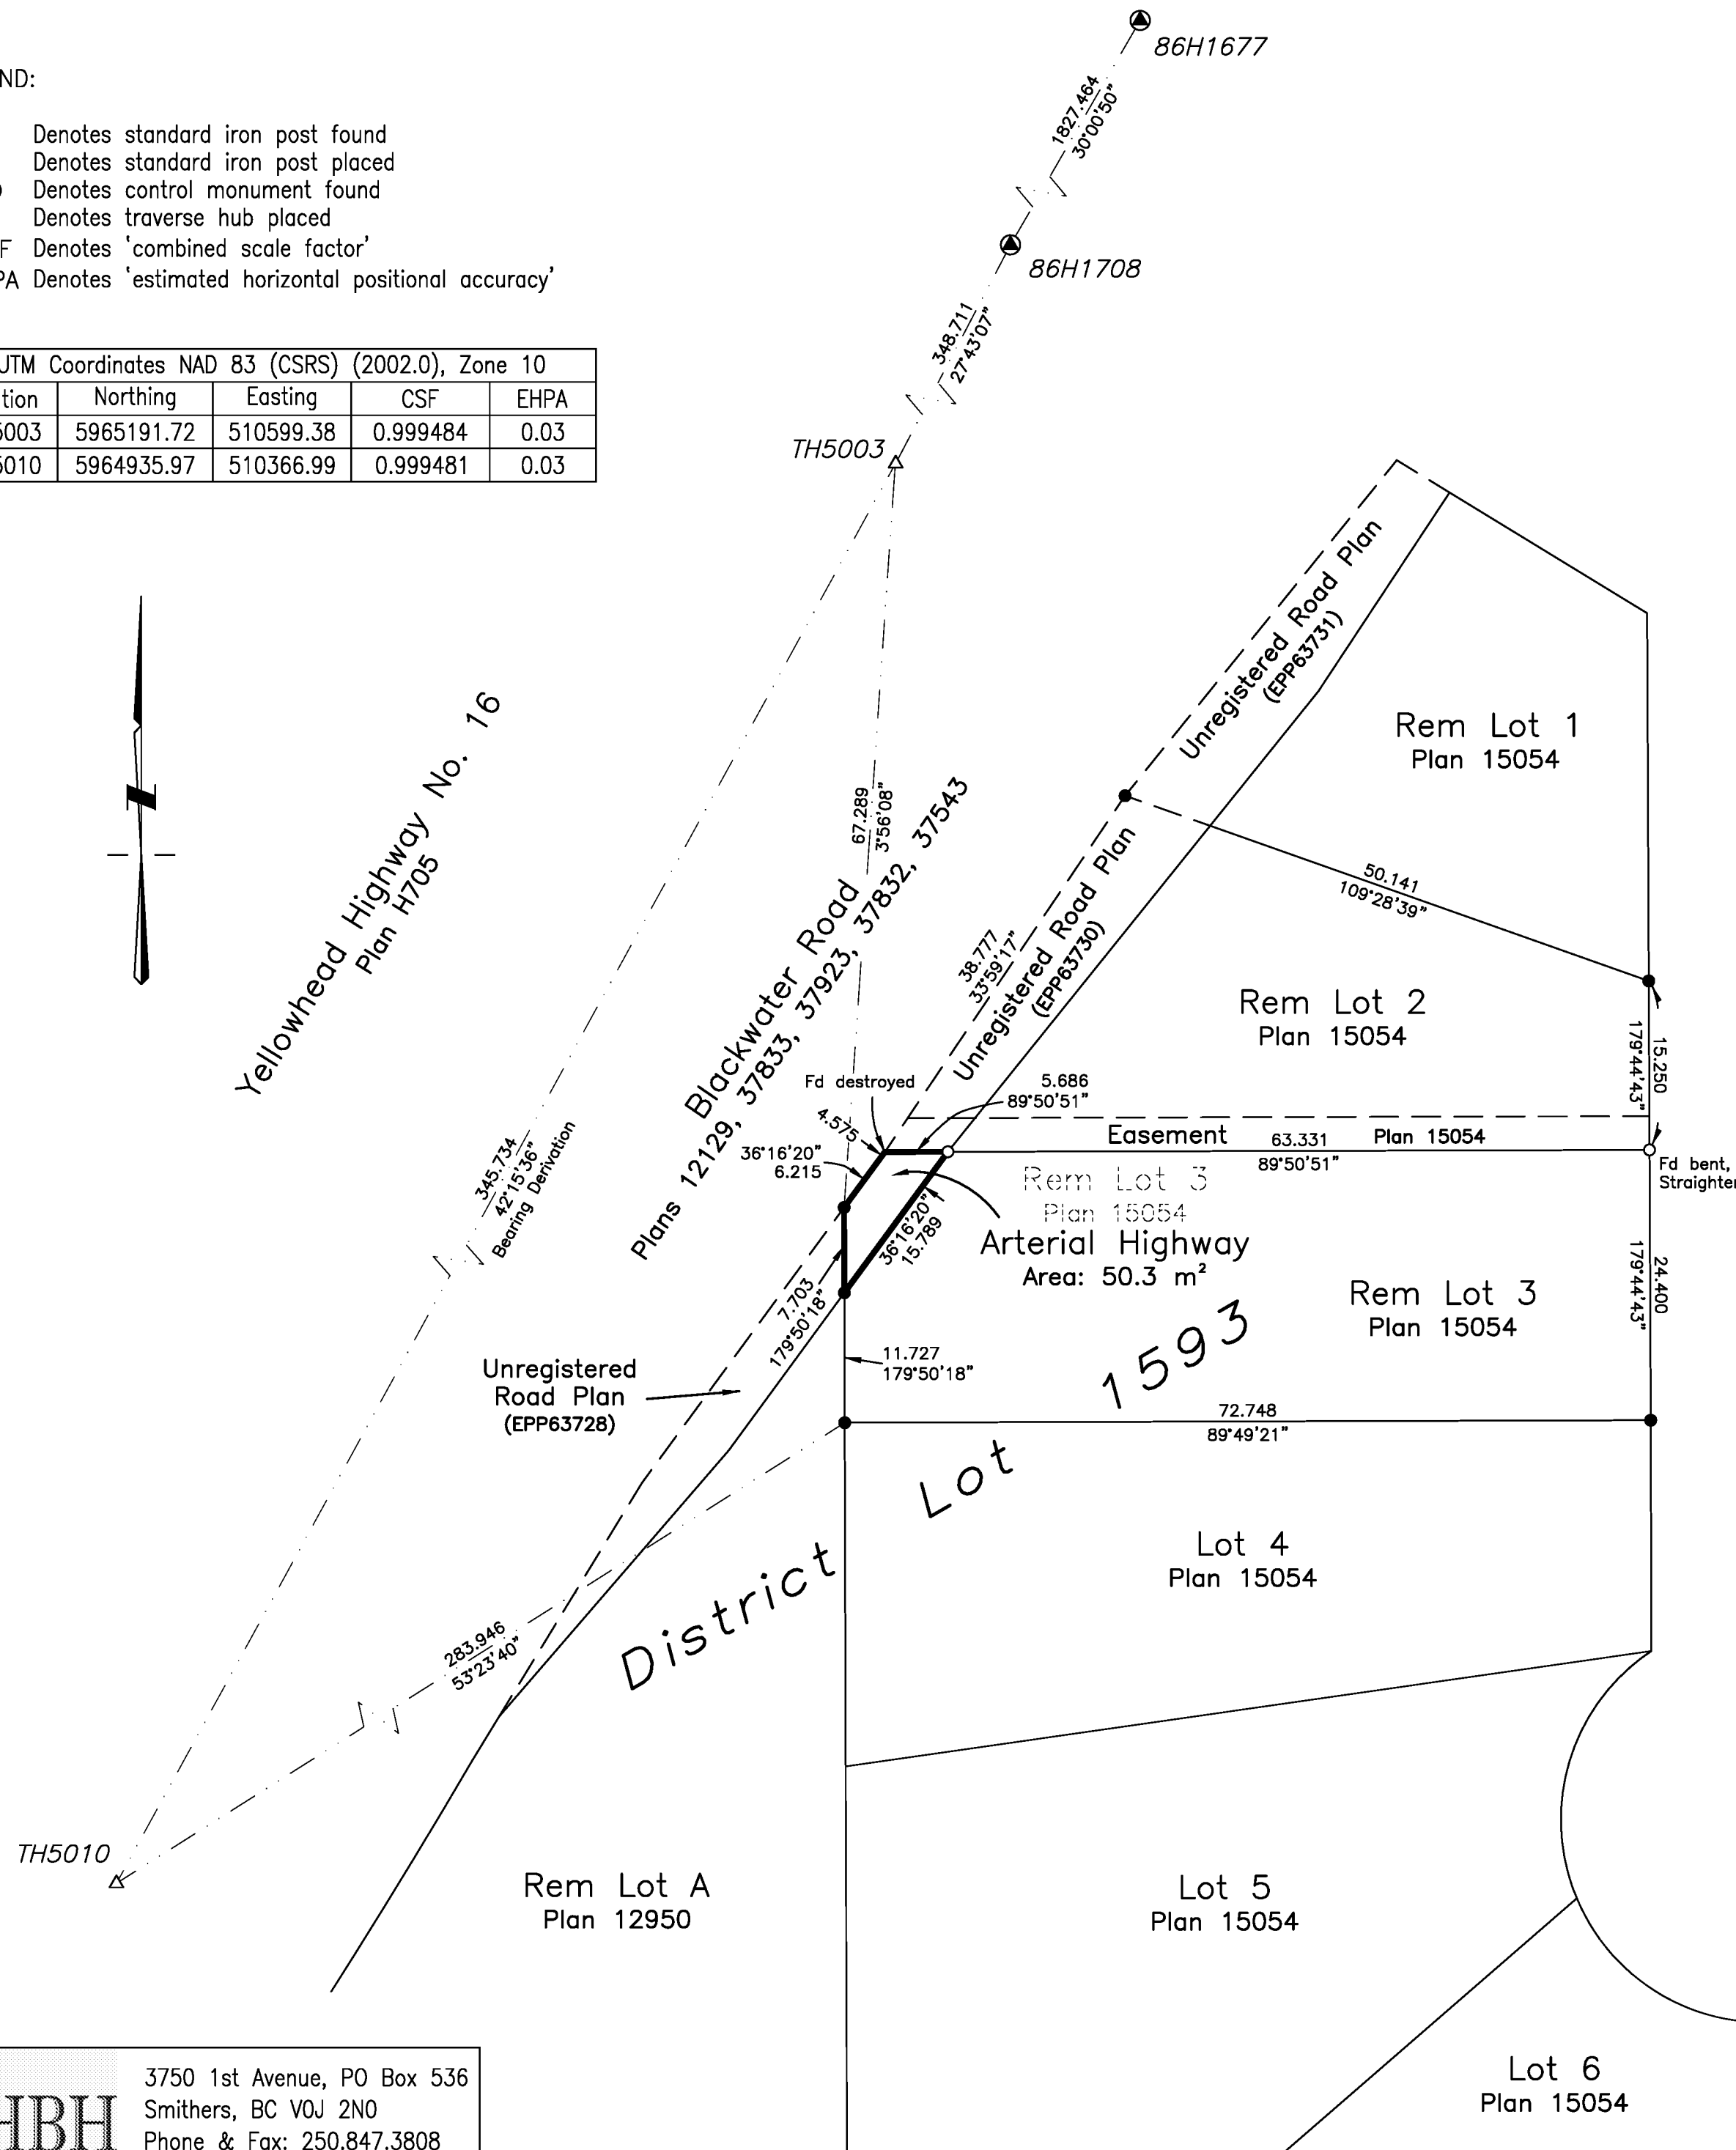 86H1677
ND:
1827.464
30°00'50"
Denotes standard iron post found
Denotes standard iron post placed
Denotes control monument found
Denotes traverse hub placed
F Denotes 'combined scale factor'
PA Denotes 'estimated horizontal positional accuracy'
86H1708
348.711
27°43'07"
UTM Coordinates NAD 83 (CSRS) (2002.0), Zone 10
tion Northing Easting CSF EHPA
5003 5965191.72 510599.38 0.999484 0.03
5010 5964935.97 510366.99 0.999481 0.03
TH5003
Unregistered Road Plan
(EPP63731)
Rem Lot 1
Plan 15054
Yellowhead Highway No. 16
Plan H705
67.289
3°56'08"
Blackwater Road
Plans 12129, 37833, 37923, 37832, 37543
50.141
109°28'39"
38.777
33°59'17"
Unregistered Road Plan
(EPP63730)
Rem Lot 2
Plan 15054
15.250
179°44'43"
Fd destroyed
5.686
89°50'51"
4.575
Easement
63.331
89°50'51"
Plan 15054
36°16'20"
6.215
Fd bent,
Straighter
345.734
42°15'36"
Bearing Derivation
Rem Lot 3
Plan 15054
36°16'20"
15.789
Arterial Highway
Area: 50.3 m²
24.400
179°44'43"
Rem Lot 3
Plan 15054
7.703
179°50'18"
11.727
179°50'18"
Unregistered
Road Plan
(EPP63728)
72.748
89°49'21"
District Lot 1593
Lot 4
Plan 15054
283.946
53°23'40"
TH5010
Rem Lot A
Plan 12950
Lot 5
Plan 15054
Lot 6
Plan 15054
HBH
3750 1st Avenue, PO Box 536
Smithers, BC V0J 2N0
Phone & Fax: 250.847.3808